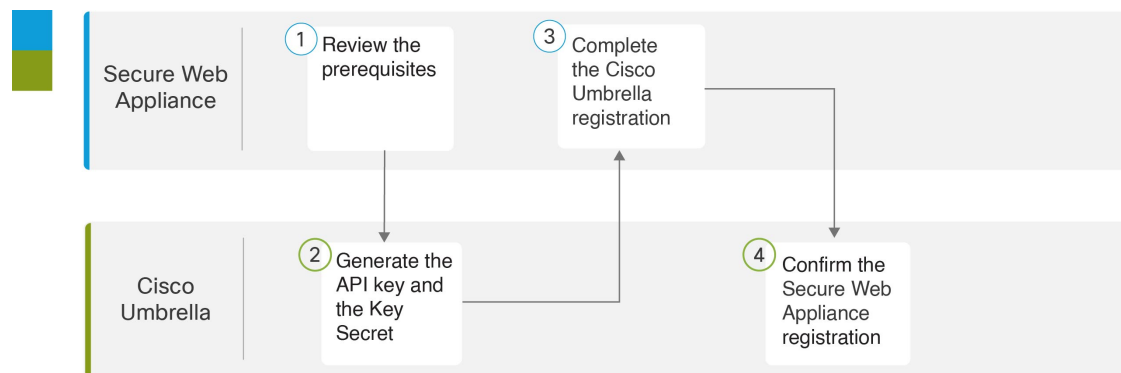 Secure Web
Appliance
1
Review the
prerequisites
3
Complete
the Cisco
Umbrella
registration
Cisco
Umbrella
2
Generate the
API key and
the Key
Secret
4
Confirm the
Secure Web
Appliance
registration